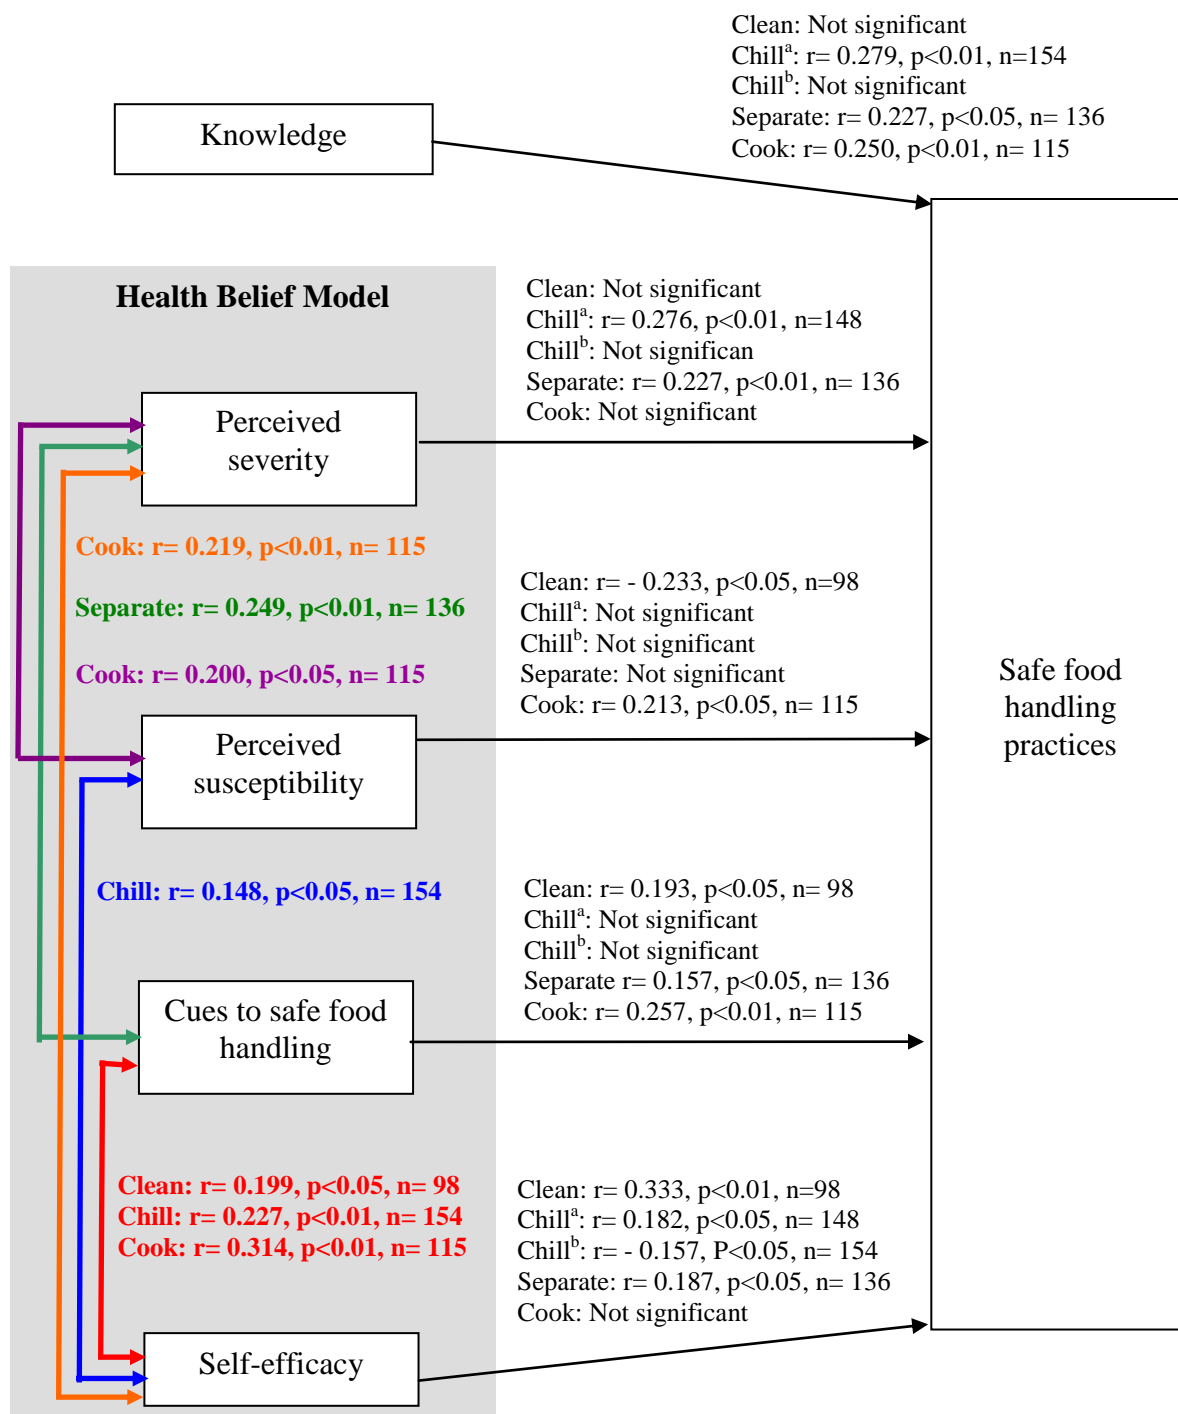 Clean: Not significant
Chillᵃ: r= 0.279, p<0.01, n=154
Chillᵇ: Not significant
Separate: r= 0.227, p<0.05, n= 136
Cook: r= 0.250, p<0.01, n= 115
Knowledge
Health Belief Model
Clean: Not significant
Chillᵃ: r= 0.276, p<0.01, n=148
Chillᵇ: Not significan
Separate: r= 0.227, p<0.01, n= 136
Cook: Not significant
Perceived
severity
Cook: r= 0.219, p<0.01, n= 115
Separate: r= 0.249, p<0.01, n= 136
Cook: r= 0.200, p<0.05, n= 115
Clean: r= - 0.233, p<0.05, n=98
Chillᵃ: Not significant
Chillᵇ: Not significant
Separate: Not significant
Cook: r= 0.213, p<0.05, n= 115
Safe food
handling
practices
Perceived
susceptibility
Chill: r= 0.148, p<0.05, n= 154
Clean: r= 0.193, p<0.05, n= 98
Chillᵃ: Not significant
Chillᵇ: Not significant
Separate r= 0.157, p<0.05, n= 136
Cook: r= 0.257, p<0.01, n= 115
Cues to safe food
handling
Clean: r= 0.199, p<0.05, n= 98
Chill: r= 0.227, p<0.01, n= 154
Cook: r= 0.314, p<0.01, n= 115
Clean: r= 0.333, p<0.01, n=98
Chillᵃ: r= 0.182, p<0.05, n= 148
Chillᵇ: r= - 0.157, P<0.05, n= 154
Separate: r= 0.187, p<0.05, n= 136
Cook: Not significant
Self-efficacy